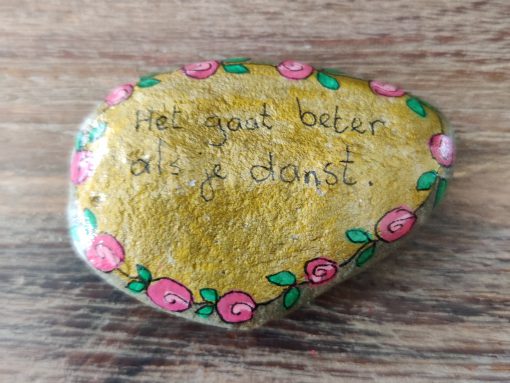 Het gaat beter
als je danst.